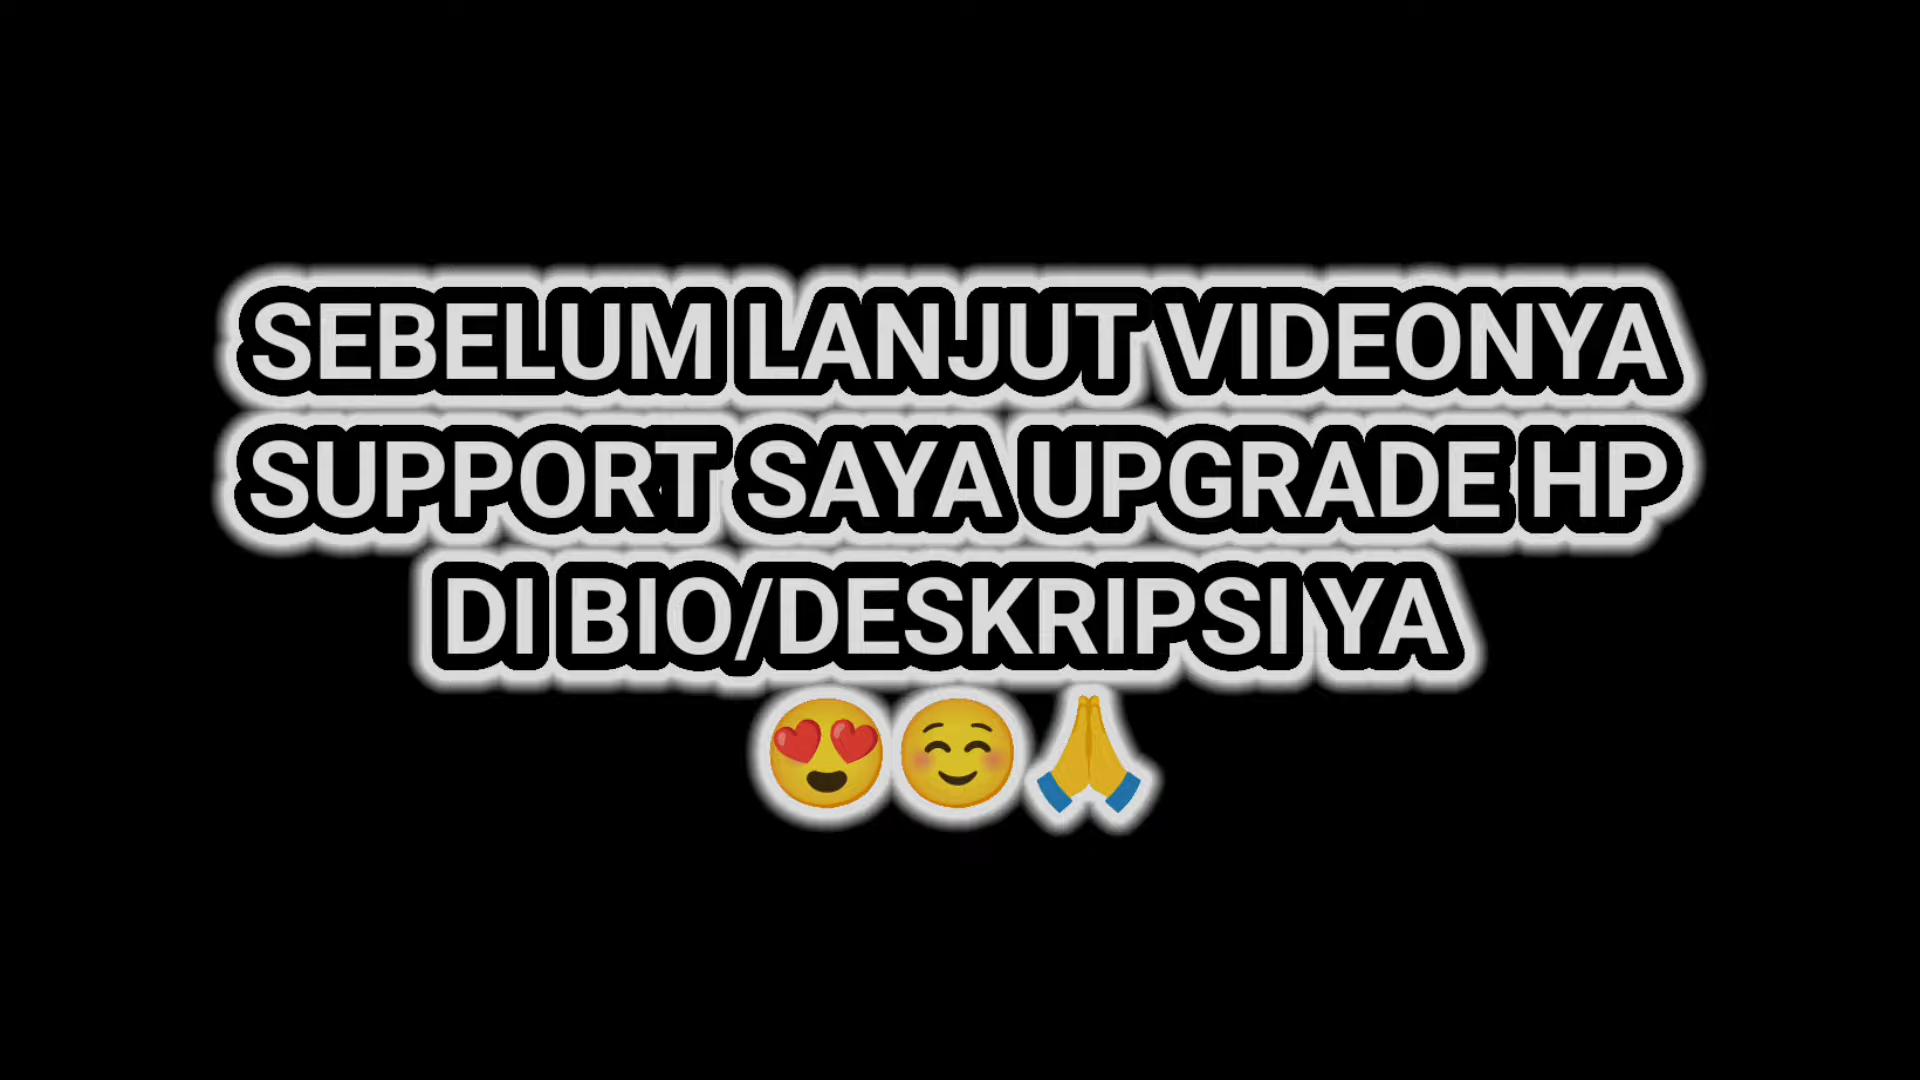 SEBELUM LANJUT VIDEONYA
SUPPORT SAYA UPGRADE HP
DI BIO/DESKRIPSI YA
😍☺️🙏